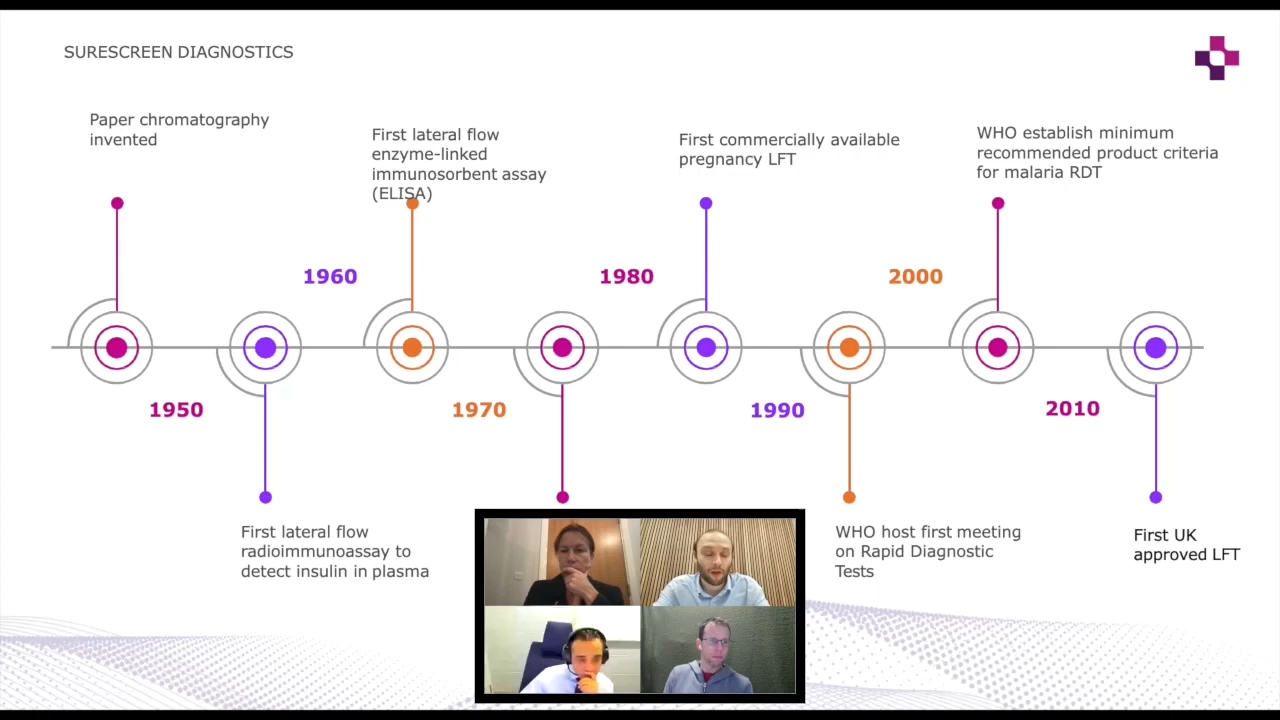 SURESCREEN DIAGNOSTICS
Paper chromatography
invented
First lateral flow
enzyme-linked
immunosorbent assay
(ELISA)
First commercially available
pregnancy LFT
WHO establish minimum
recommended product criteria
for malaria RDT
1960
1980
2000
1950
1970
1990
2010
First lateral flow
radioimmunoassay to
detect insulin in plasma
WHO host first meeting
on Rapid Diagnostic
Tests
First UK
approved LFT